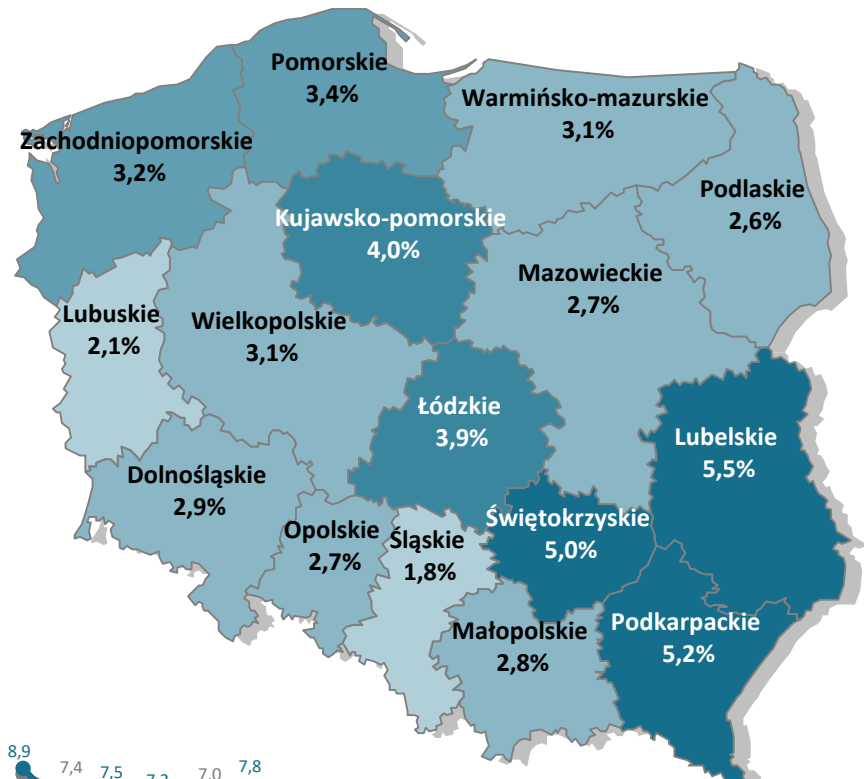 Pomorskie
3,4%
Warmińsko-mazurskie
3,1%
Zachodniopomorskie
3,2%
Podlaskie
2,6%
Kujawsko-pomorskie
4,0%
Mazowieckie
2,7%
Lubuskie
2,1%
Wielkopolskie
3,1%
Łódzkie
3,9%
Lubelskie
5,5%
Dolnośląskie
2,9%
Opolskie
2,7%
Śląskie
1,8%
Świętokrzyskie
5,0%
Małopolskie
2,8%
Podkarpackie
5,2%
8,9
7,4
7,5
7,0
7,8